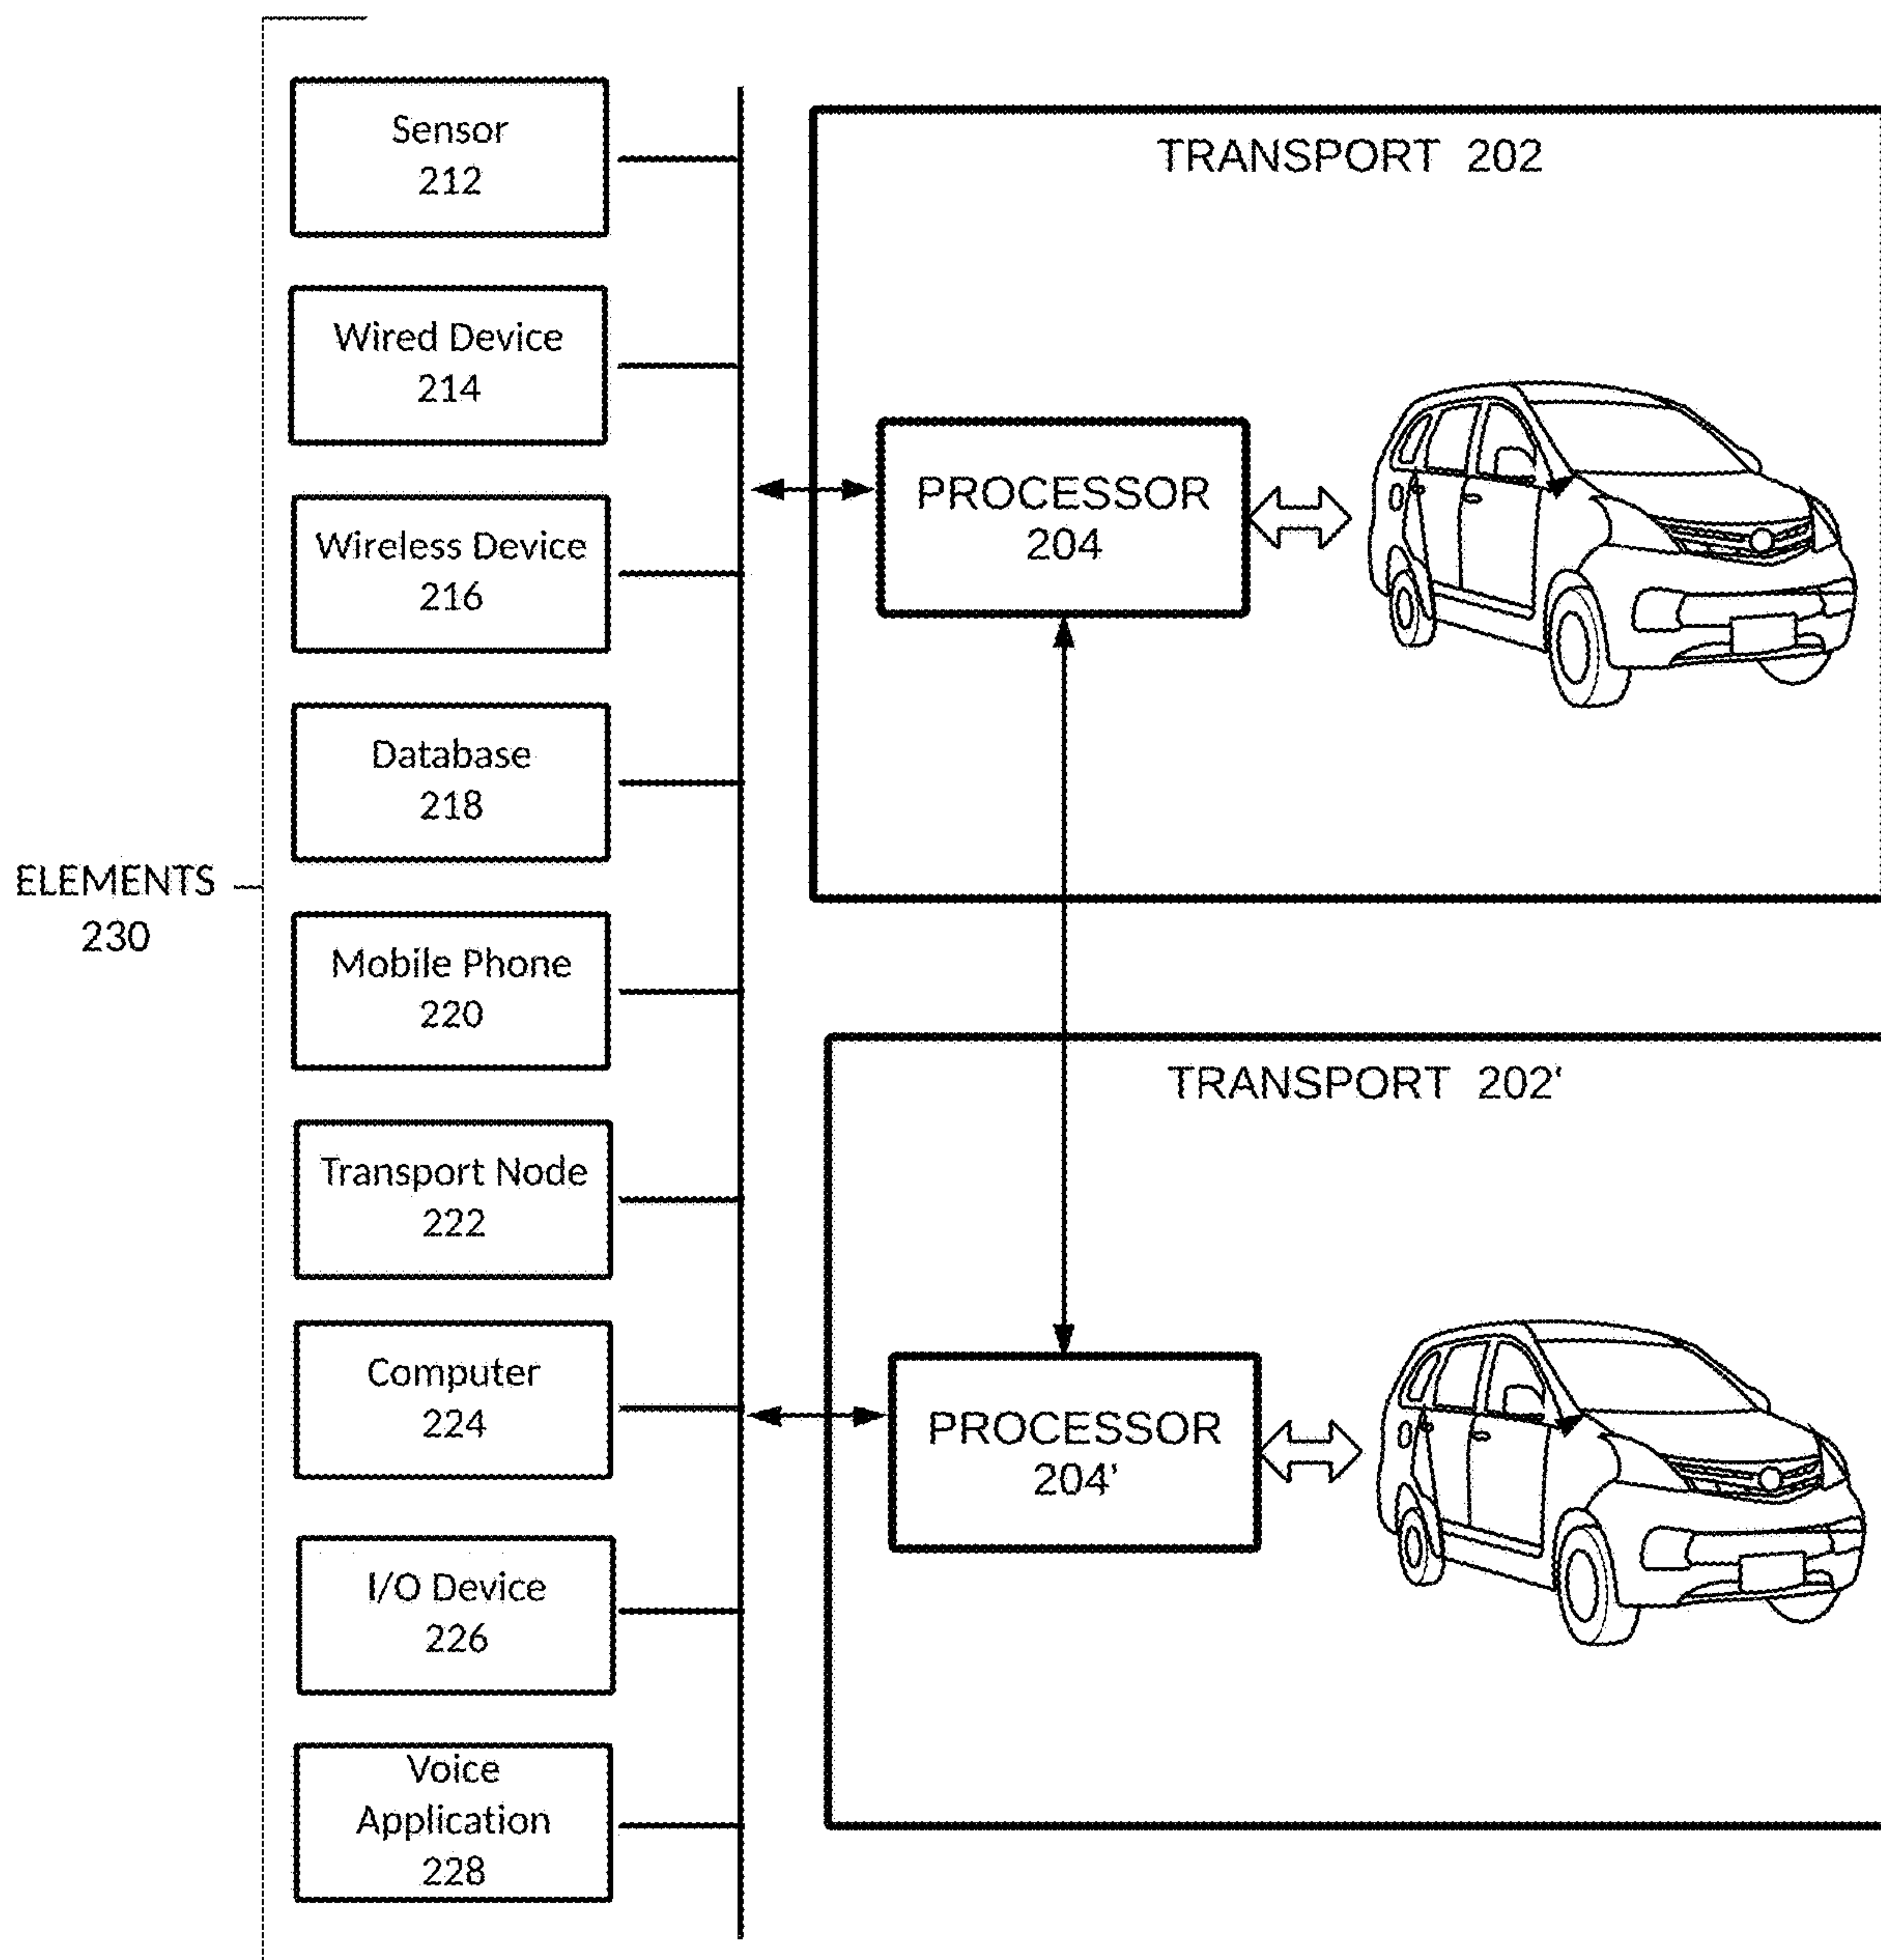 Sensor
212
Wired Device
214
Wireless Device
216
Database
218
ELEMENTS
230
Mobile Phone
220
Transport Node
222
Computer
224
I/O Device
226
Voice
Application
228
TRANSPORT 202
PROCESSOR
204
TRANSPORT 202‘
PROCESSOR
204’